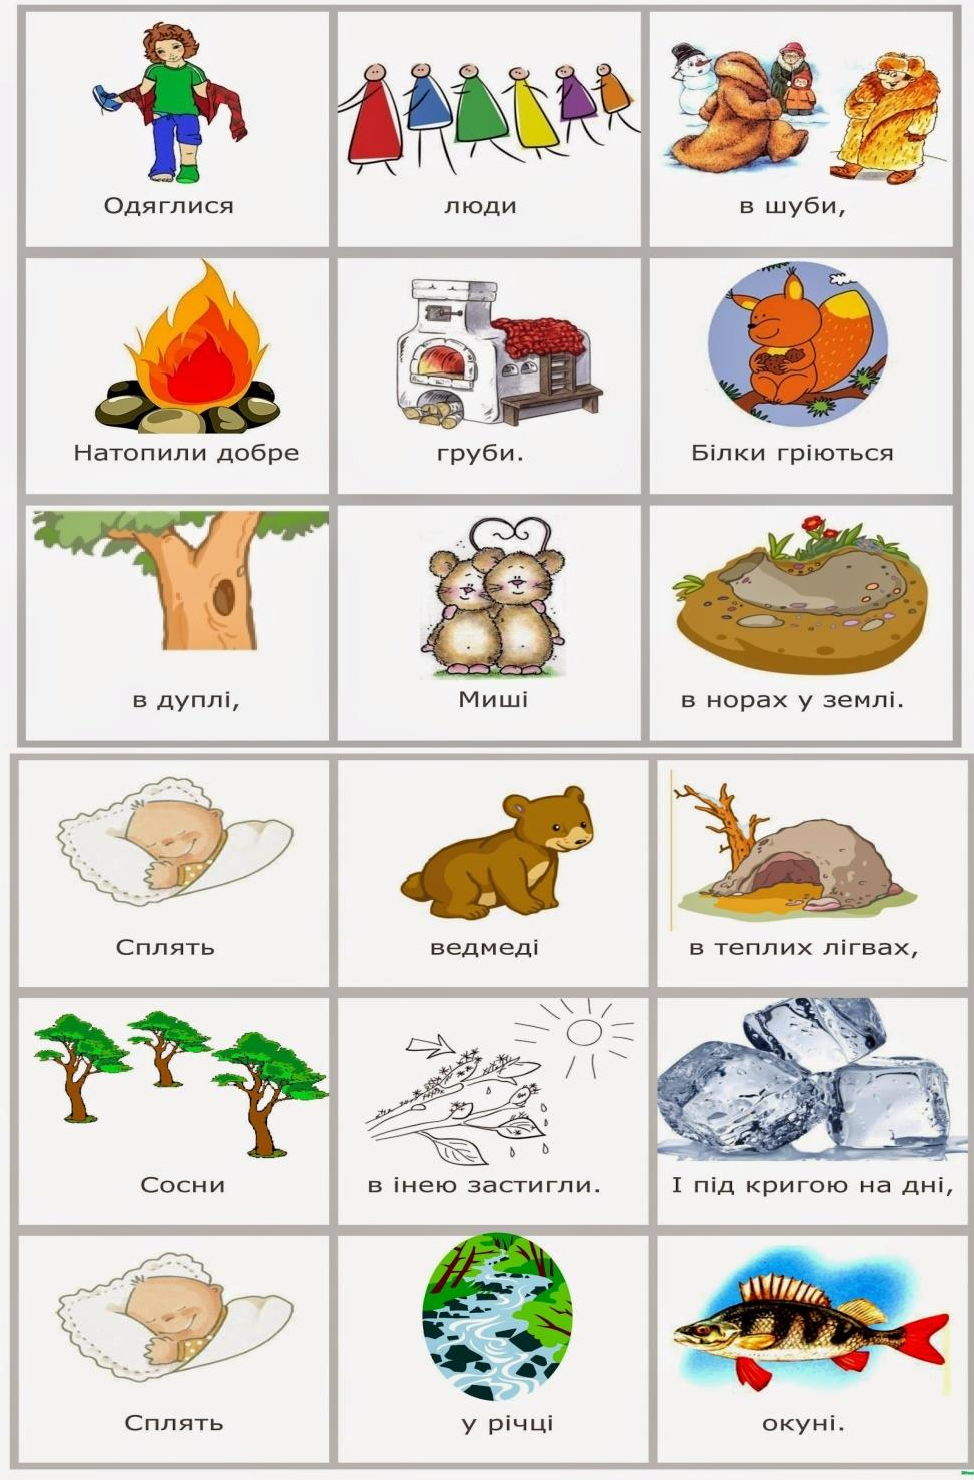 Одяглися
люди
в шуби,
Натопили добре
груби.
Білки гріються
в дуплі,
Миші
в норах у землі.
Сплять
ведмеді
в теплих лігвах,
Сосни
в інею застигли.
І під кригою на дні,
Сплять
у річці
окуні.